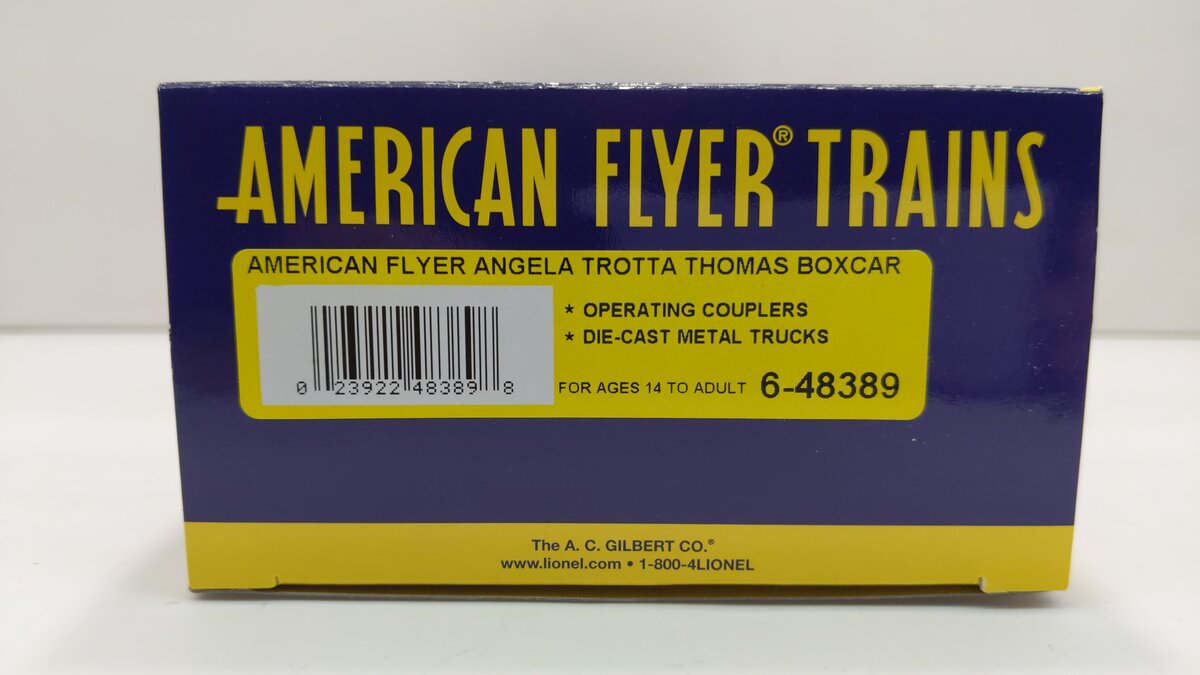 AMERICAN FLYER® TRAINS
AMERICAN FLYER ANGELA TROTTA THOMAS BOXCAR
* OPERATING COUPLERS
* DIE-CAST METAL TRUCKS
0 23922 48389 8
FOR AGES 14 TO ADULT 6-48389
The A. C. GILBERT CO.®
www.lionel.com • 1-800-4LIONEL